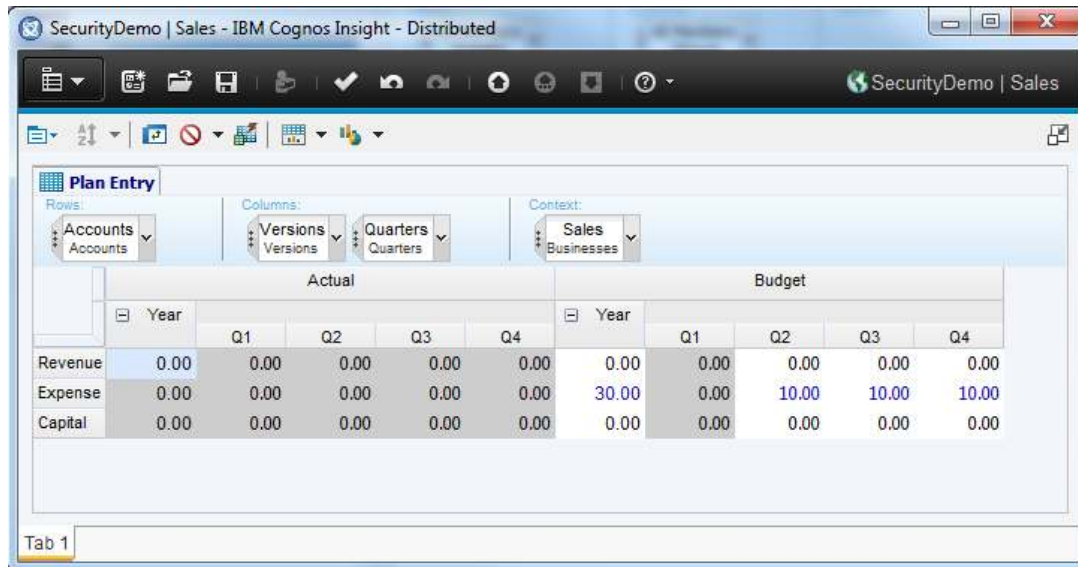 SecurityDemo | Sales - IBM Cognos Insight - Distributed
SecurityDemo | Sales
Plan Entry
Rows: Columns: Context:
Accounts Versions Quarters Sales
Accounts Versions Quarters Businesses
Actual Budget
Year Year
Q1 Q2 Q3 Q4 Q1 Q2 Q3 Q4
Revenue 0.00 0.00 0.00 0.00 0.00 0.00 0.00 0.00 0.00 0.00
Expense 0.00 0.00 0.00 0.00 0.00 30.00 0.00 10.00 10.00 10.00
Capital 0.00 0.00 0.00 0.00 0.00 0.00 0.00 0.00 0.00 0.00
Tab 1